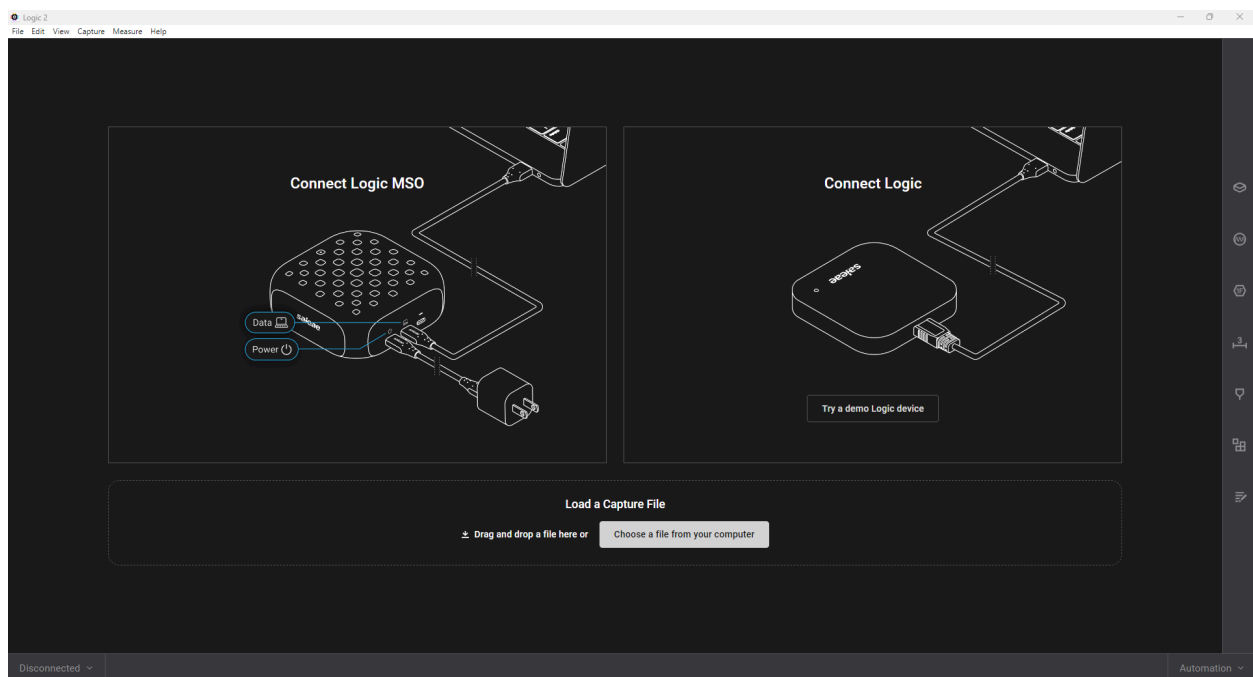 Logic 2
File Edit View Capture Measure Help
Connect Logic MSO
Data
saleae
Power
Connect Logic
saleae
Try a demo Logic device
3
Load a Capture File
Drag and drop a file here or Choose a file from your computer
Disconnected
Automation